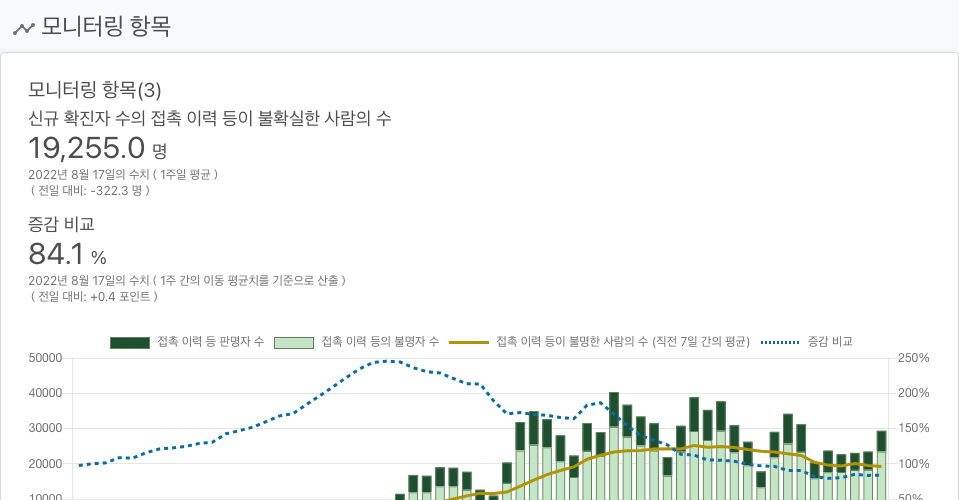 모니터링 항목
모니터링 항목(3)
신규 확진자 수의 접촉 이력 등이 불확실한 사람의 수
19,255.0 명
2022년 8월 17일의 수치 ( 1주일 평균 )
( 전일 대비: -322.3 명 )
증감 비교
84.1 %
2022년 8월 17일의 수치 ( 1주 간의 이동 평균치를 기준으로 산출 )
( 전일 대비: +0.4 포인트 )
접촉 이력 등 판명자 수 접촉 이력 등의 불명자 수 접촉 이력 등이 불명한 사람의 수 (직전 7일 간의 평균) 증감 비교
50000 250%
40000 200%
30000 150%
20000 100%
10000 50%